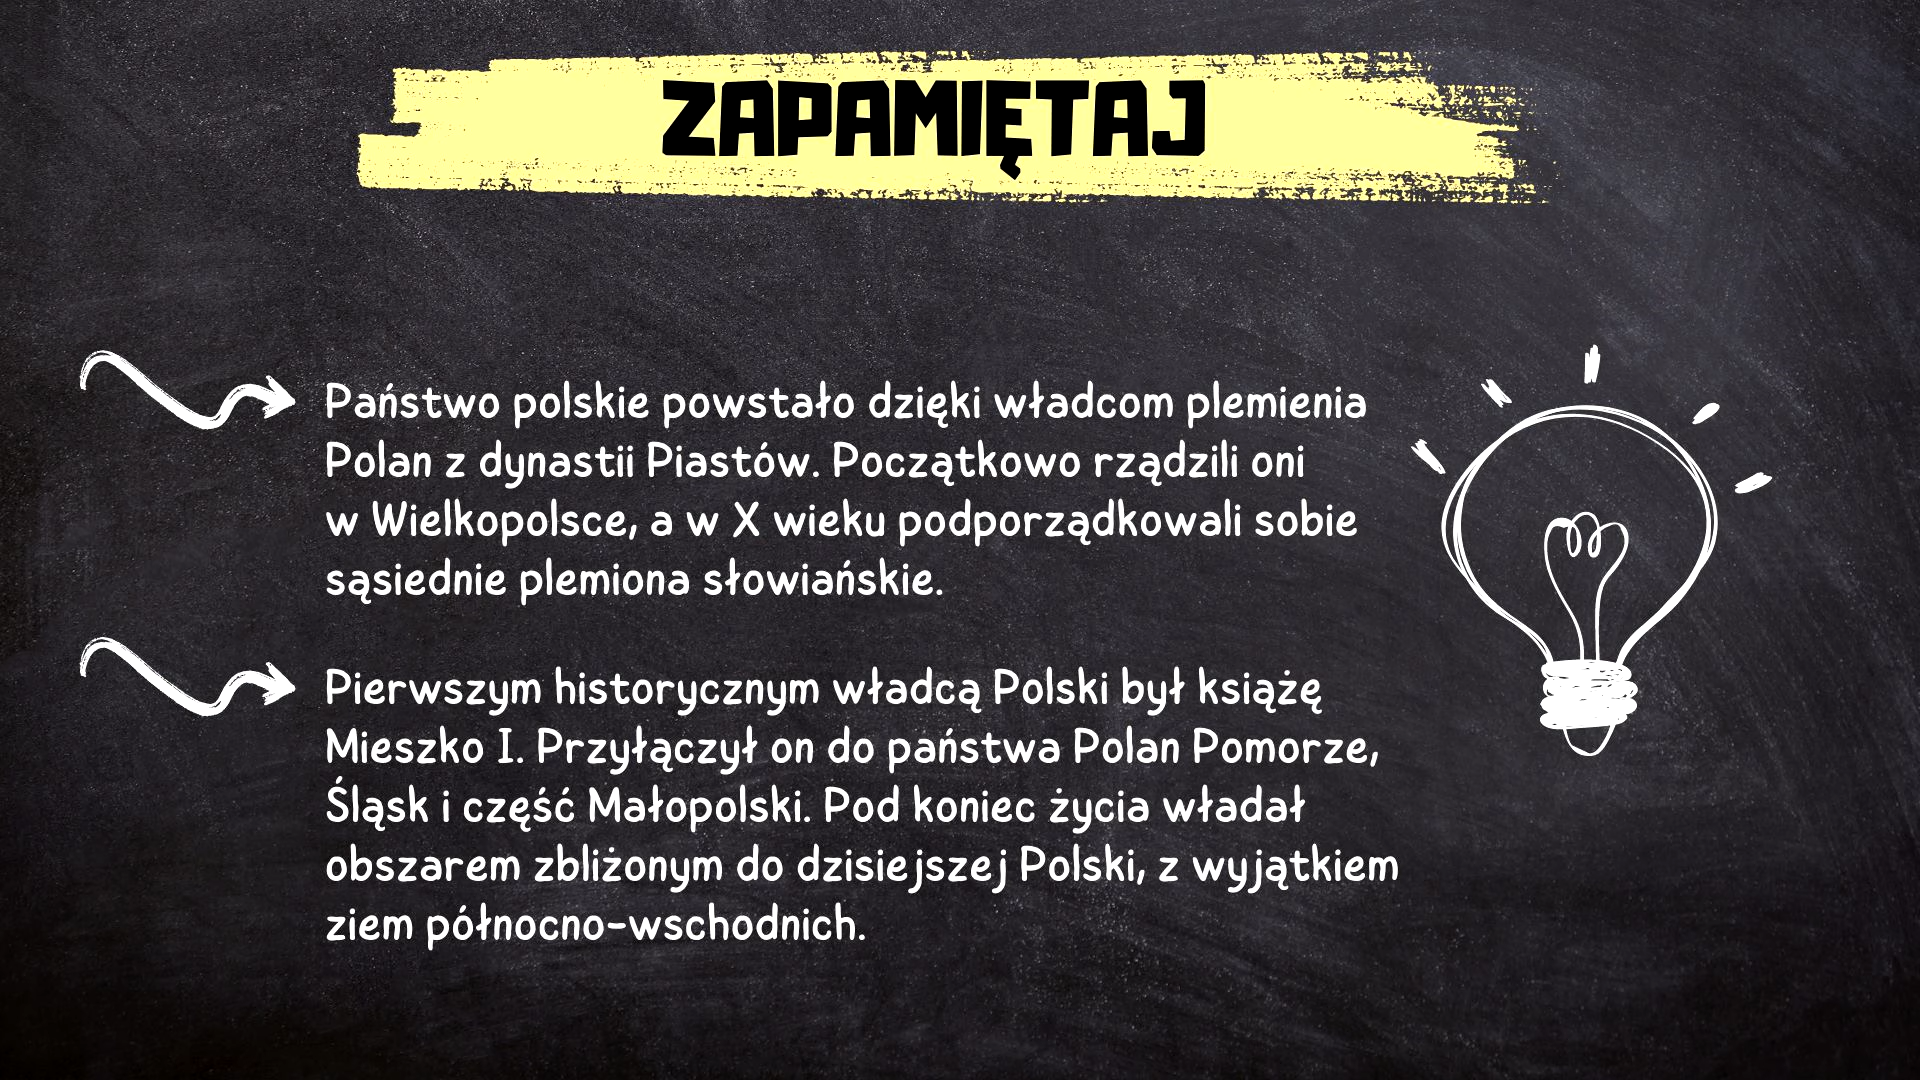 ZAPAMIĘTAJ
Państwo polskie powstało dzięki władcom plemienia
Polan z dynastii Piastów. Początkowo rządzili oni
w Wielkopolsce, a w X wieku podporządkowali sobie
sąsiednie plemiona słowiańskie.
Pierwszym historycznym władcą Polski był książę
Mieszko I. Przyłączył on do państwa Polan Pomorze,
Śląsk i część Małopolski. Pod koniec życia władał
obszarem zbliżonym do dzisiejszej Polski, z wyjątkiem
ziem północno-wschodnich.